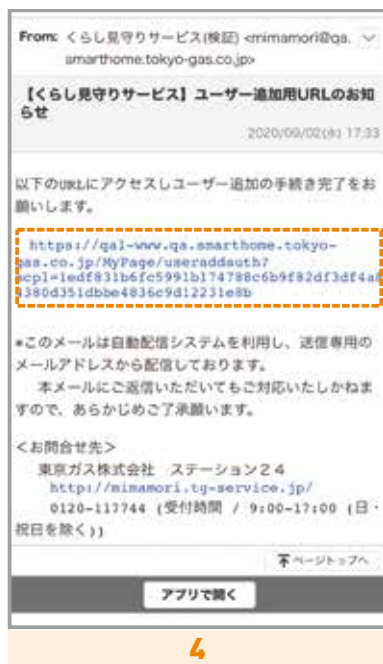 From: くらし見守りサービス(検証) <mimamori@qa.
smarthome.tokyo-gas.co.jp>
【くらし見守りサービス】ユーザー追加用URLのお知
らせ
2020/09/02(水) 17:33
以下のURLにアクセスしユーザー追加の手続き完了をお
願いします。
https://qa1-www.qa.smarthome.tokyo-
gas.co.jp/MyPage/useraddauth?
acpl=1edf831b6fc5991b174788c6b9f82df3df4a8
4380d351dbbe4836c9d12231e8b
*このメールは自動配信システムを利用し、送信専用の
メールアドレスから配信しております。
本メールにご返信いただいてもご対応いたしかねま
すので、あらかじめご了承願います。
<お問合せ先>
東京ガス株式会社 ステーション24
http://mimamori.tg-service.jp/
0120-117744 (受付時間 / 9:00-17:00 (日・
祝日を除く))
ページトップへ
アプリで開く
4